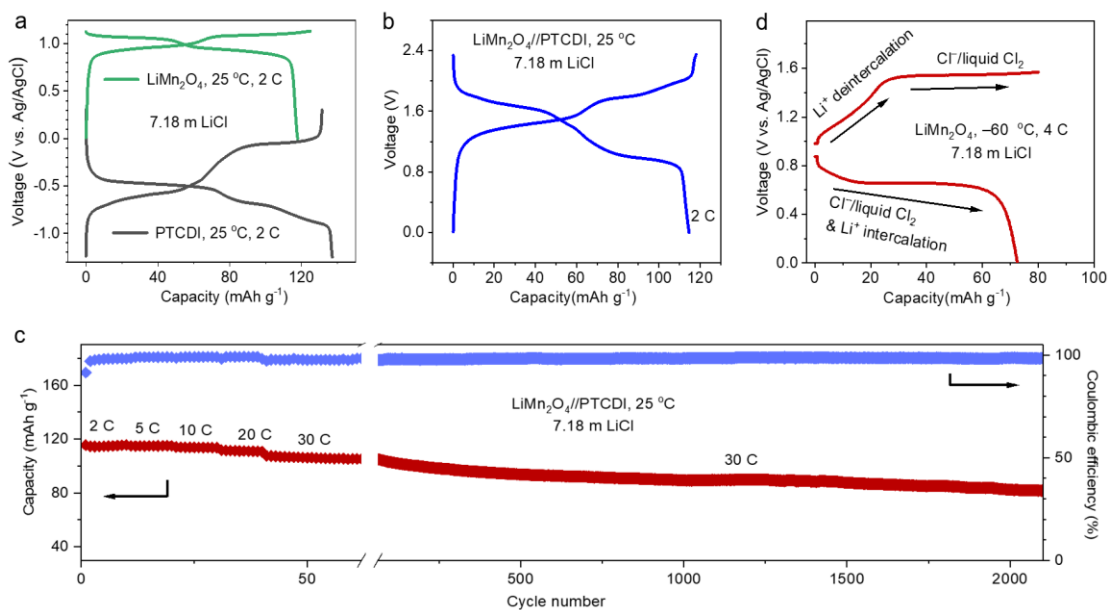 a
Voltage (V vs. Ag/AgCl)
1.0
0.5
0.0
-0.5
-1.0
LiMn₂O₄, 25 °C, 2 C
7.18 m LiCl
PTCDI, 25°C, 2 C
0
40
80
120
Capacity (mAh g⁻¹)
b
Voltage (V)
2.4
1.6
0.8
0.0
LiMn₂O₄//PTCDI, 25 °C
7.18 m LiCl
2 C
0
20
40
60
80
100
120
Capacity(mAh g⁻¹)
d
Voltage (V vs. Ag/AgCl)
1.8
1.5
1.2
0.9
0.6
0.3
0.0
Li⁺ deintercalation
Cl⁻/liquid Cl₂
LiMn₂O₄, –60 °C, 4 C
7.18 m LiCl
Cl⁻/liquid Cl₂
& Li⁺ intercalation
0
20
40
60
80
100
Capacity(mAh g⁻¹)
c
Capacity (mAh g⁻¹)
160
120
80
40
2 C
5 C
10 C
20 C
30 C
LiMn₂O₄//PTCDI, 25 °C
7.18 m LiCl
30 C
100
50
0
Coulombic efficiency (%)
0
50
500
1000
1500
2000
Cycle number